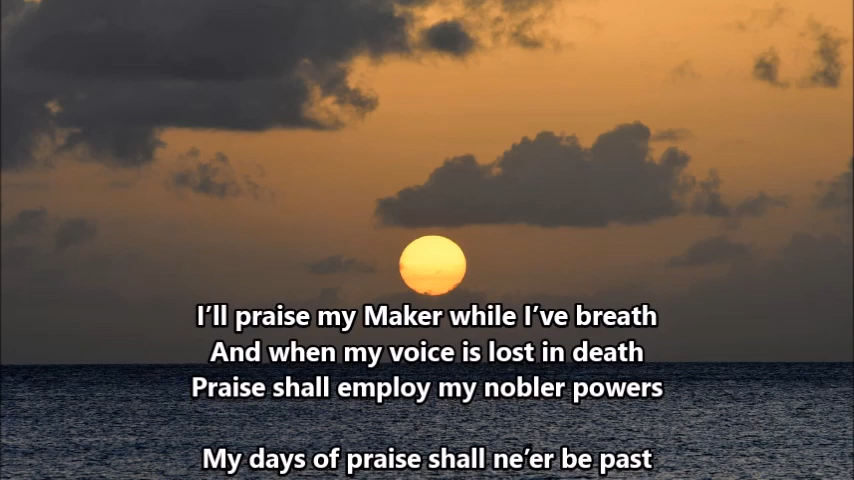 I’ll praise my Maker while I’ve breath
And when my voice is lost in death
Praise shall employ my nobler powers
My days of praise shall ne’er be past